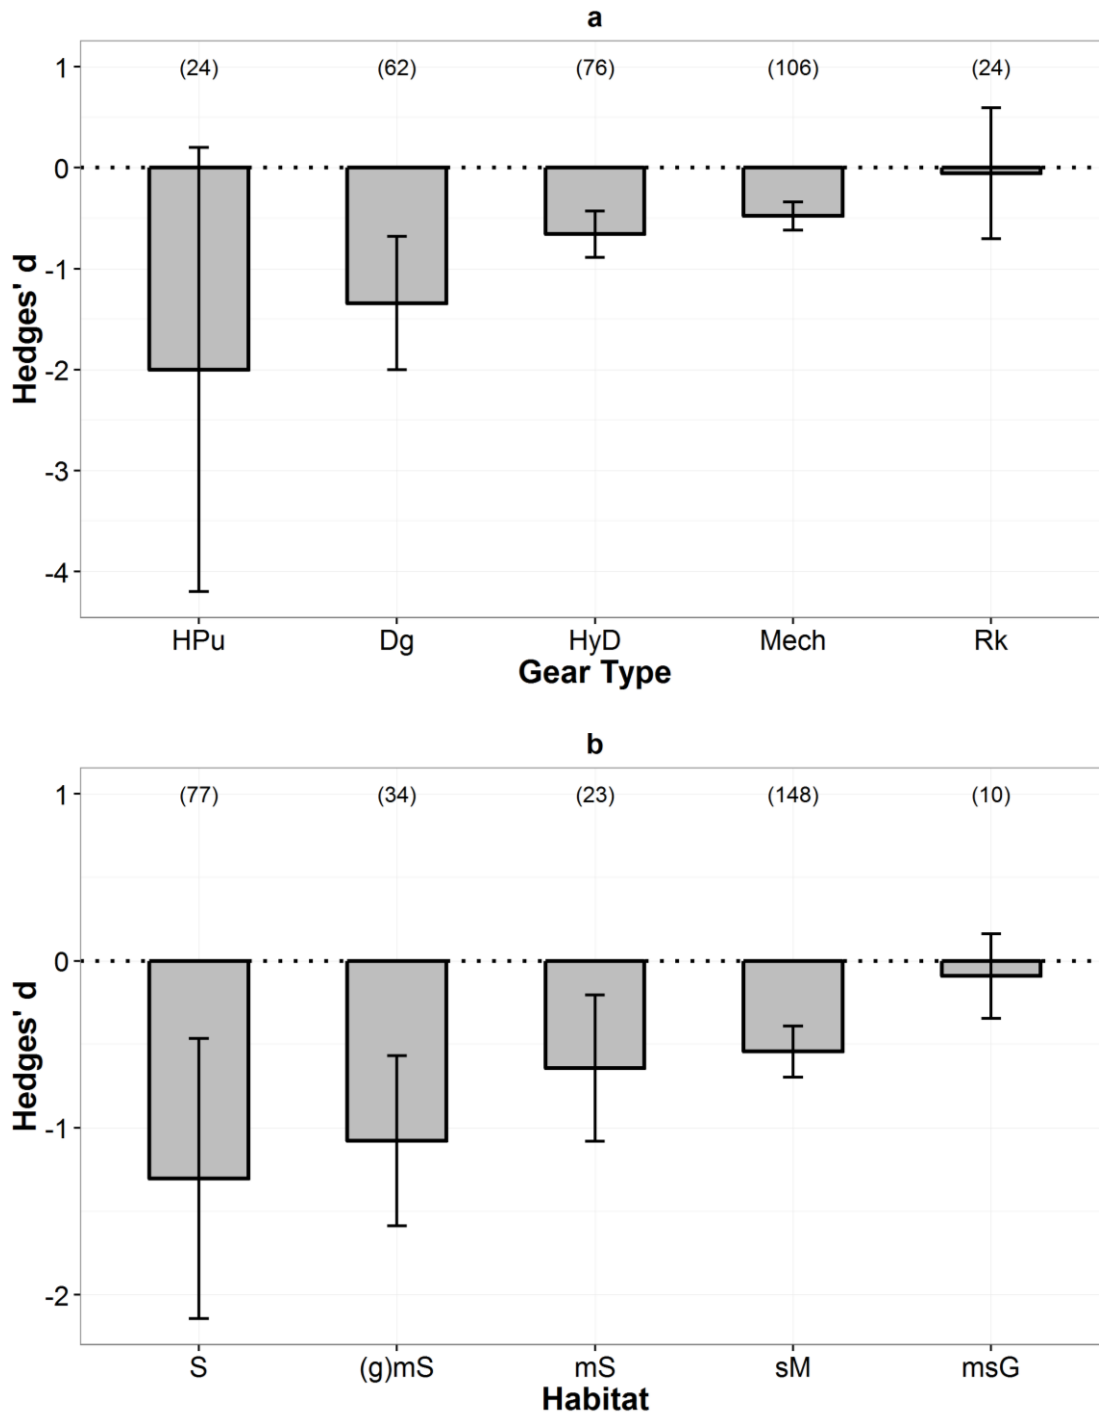 a
(24) (62) (76) (106) (24)
1
0
-1
-2
-3
-4
Hedges' d
HPu Dg HyD Mech Rk
Gear Type
b
(77) (34) (23) (148) (10)
1
0
-1
-2
Hedges' d
S (g)mS mS sM msG
Habitat